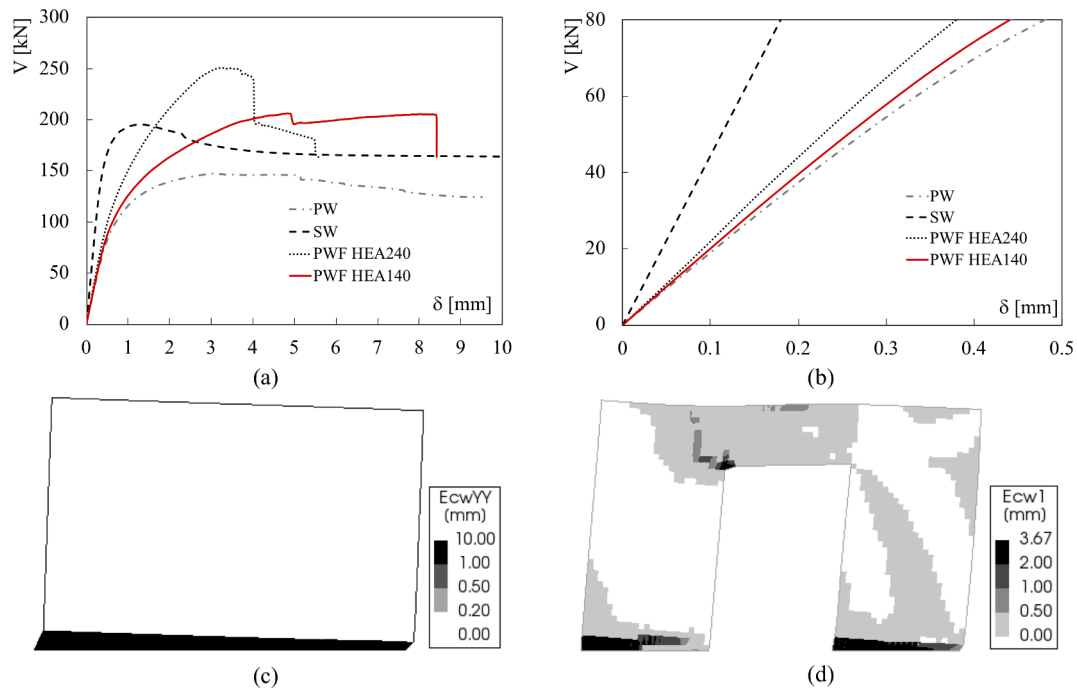 V [kN]
300
250
200
150
100
50
0
PW
SW
PWF HEA240
PWF HEA140
δ [mm]
0 1 2 3 4 5 6 7 8 9 10
(a)
V [kN]
80
60
40
20
0
PW
SW
PWF HEA240
PWF HEA140
δ [mm]
0 0.1 0.2 0.3 0.4 0.5
(b)
EcwYY
(mm)
10.00
1.00
0.50
0.20
0.00
(c)
Ecw1
(mm)
3.67
2.00
1.00
0.50
0.00
(d)